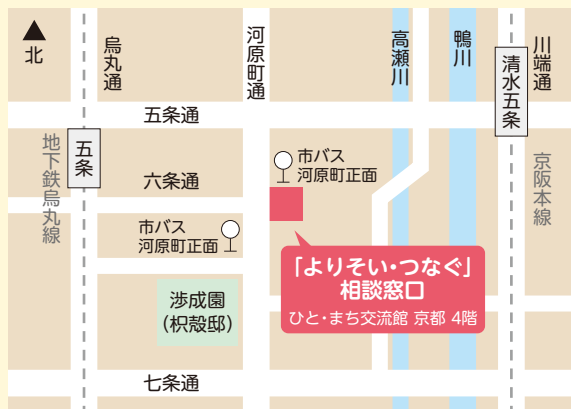 北
烏丸通
河原町通
高瀬川
鴨川
川端通
清水五条
五条通
地下鉄烏丸線
五条
六条通
市バス
河原町正面
京阪本線
市バス
河原町正面
「よりそい・つなぐ」
相談窓口
ひと・まち交流館 京都 4階
渉成園
(枳殻邸)
七条通